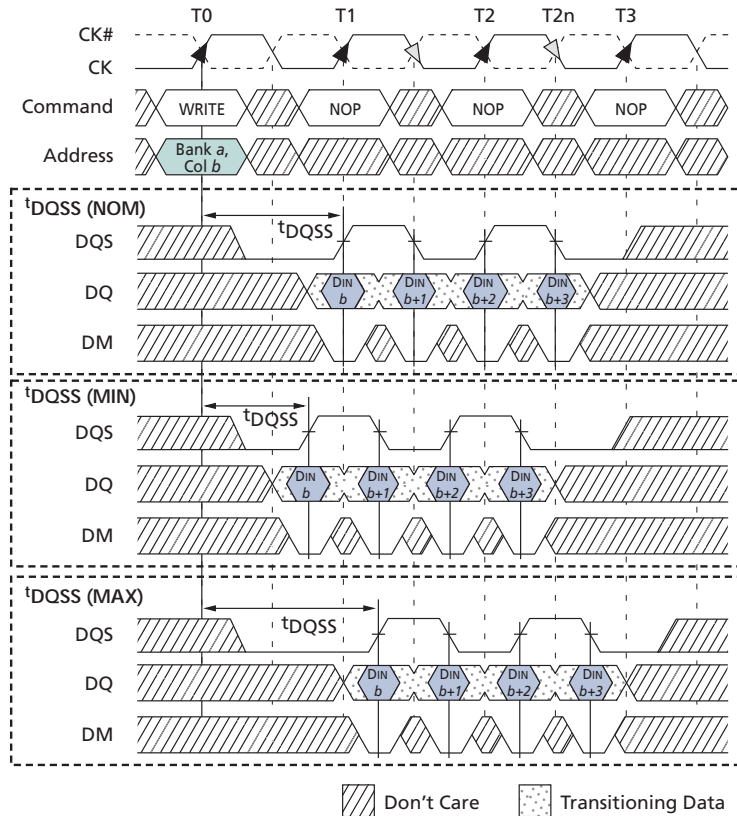 T0 T1 T2 T2n T3
CK#
CK
Command WRITE NOP NOP NOP
Address Bank a, Col b
tDQSS (NOM)
tDQSS
DQS
DQ DIN b DIN b+1 DIN b+2 DIN b+3
DM
tDQSS (MIN)
tDQSS
DQS
DQ DIN b DIN b+1 DIN b+2 DIN b+3
DM
tDQSS (MAX)
tDQSS
DQS
DQ DIN b DIN b+1 DIN b+2 DIN b+3
DM
Don't Care Transitioning Data